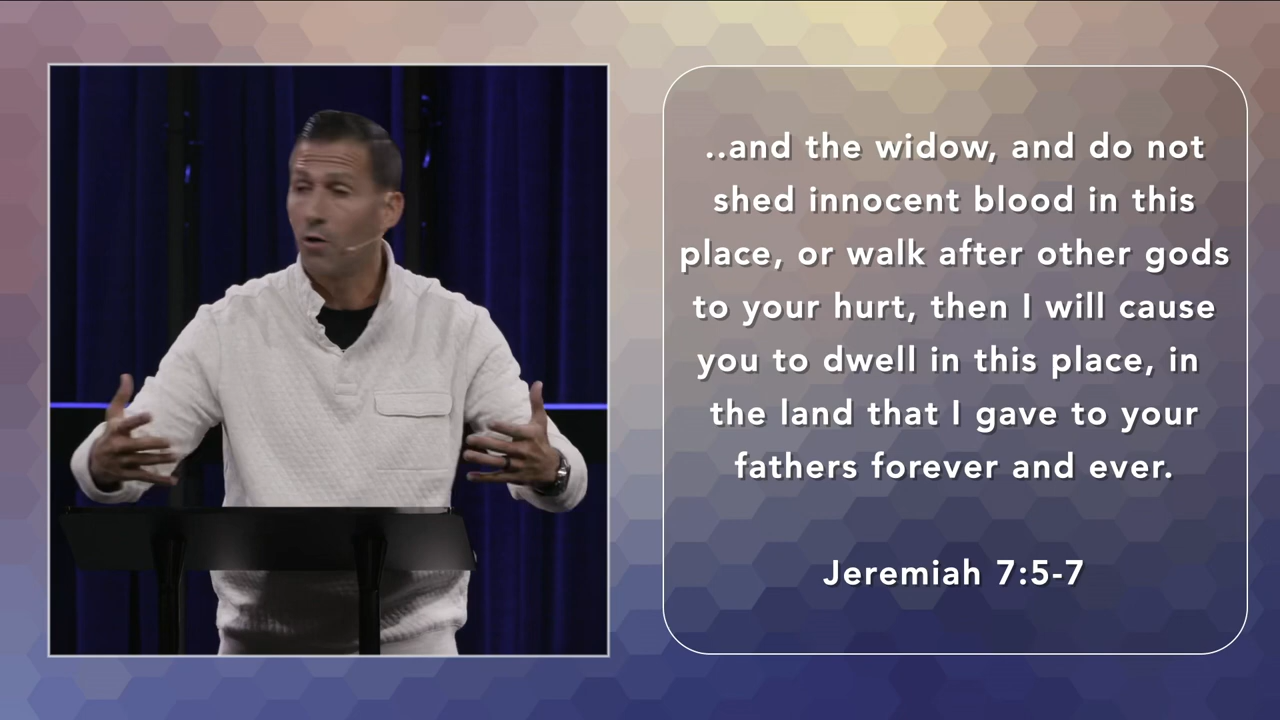 ..and the widow, and do not
shed innocent blood in this
place, or walk after other gods
to your hurt, then I will cause
you to dwell in this place, in
the land that I gave to your
fathers forever and ever.
Jeremiah 7:5-7